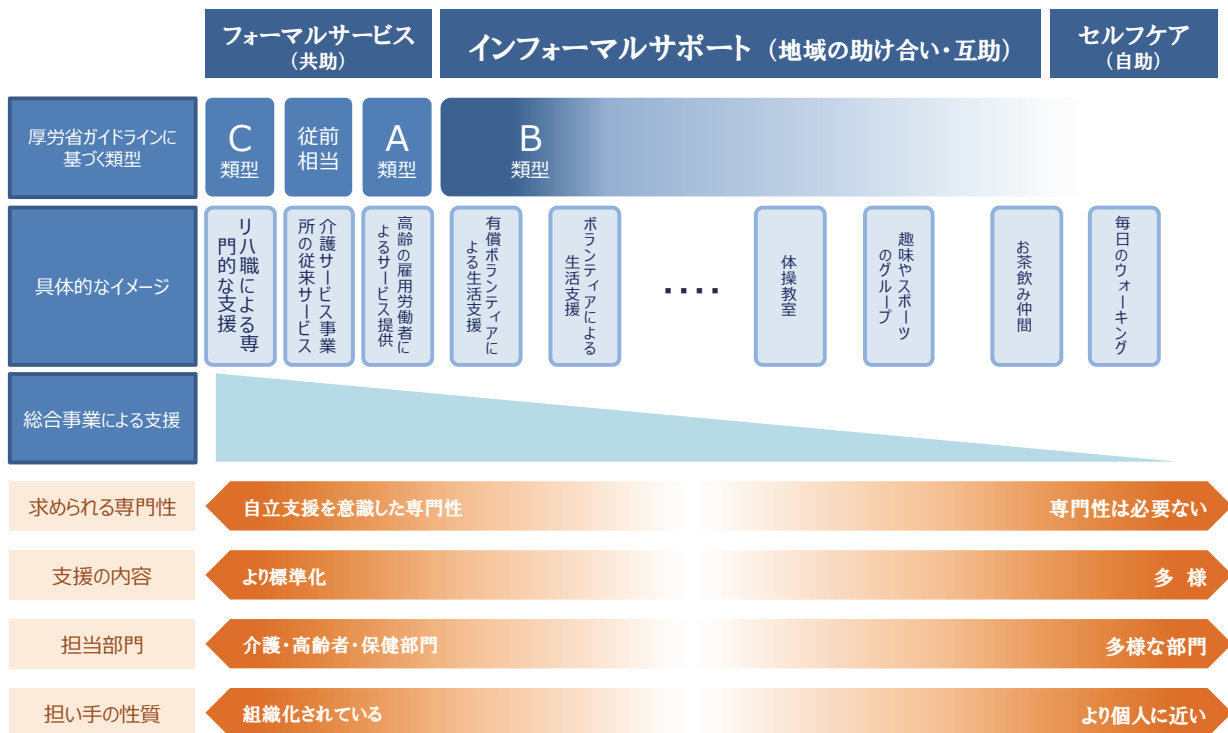 フォーマルサービス
（共助）
インフォーマルサポート（地域の助け合い・互助）
セルフケア
（自助）
厚労省ガイドラインに
基づく類型
C
類型
従前
相当
A
類型
B
類型
具体的なイメージ
リハ職による専
門的な支援
介護サービス事業
所の従来サービス
高齢の雇用労働者に
よるサービス提供
有償ボランティアに
よる生活支援
ボランティアによる
生活支援
・・・・
体操教室
趣味やスポーツ
のグループ
お茶飲み仲間
毎日のウォーキング
総合事業による支援
求められる専門性
自立支援を意識した専門性
専門性は必要ない
支援の内容
より標準化
多 様
担当部門
介護・高齢者・保健部門
多様な部門
担い手の性質
組織化されている
より個人に近い